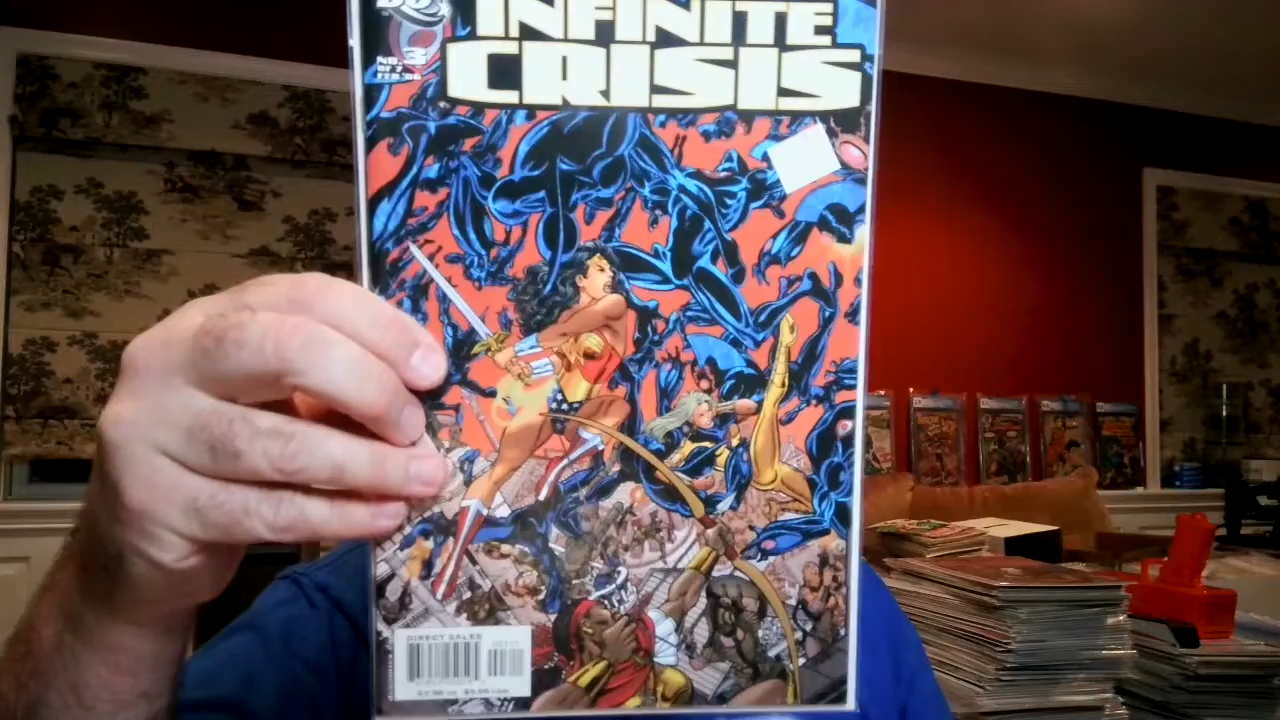 DC
INFINITE
CRISIS
NO. 3
OF 7
FEB '06
DIRECT SALES